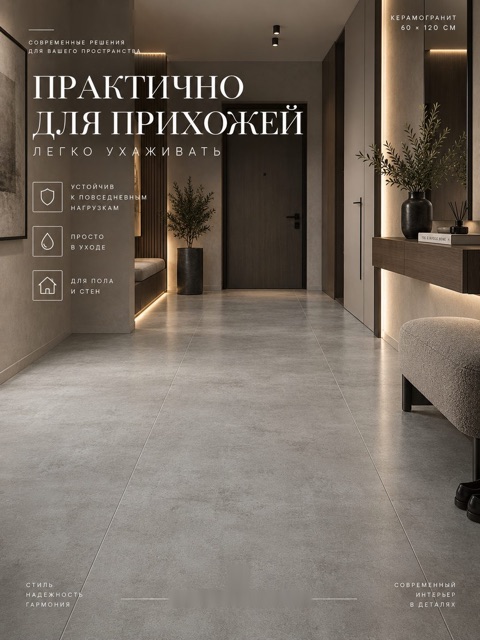 СОВРЕМЕННЫЕ РЕШЕНИЯ
ДЛЯ ВАШЕГО ПРОСТРАНСТВА
КЕРАМОГРАНИТ
60 × 120 СМ
ПРАКТИЧНО
ДЛЯ ПРИХОЖЕЙ
ЛЕГКО УХАЖИВАТЬ
УСТОЙЧИВ
К ПОВСЕДНЕВНЫМ
НАГРУЗКАМ
ПРОСТО
В УХОДЕ
ДЛЯ ПОЛА
И СТЕН
СТИЛЬ
НАДЕЖНОСТЬ
ГАРМОНИЯ
СОВРЕМЕННЫЙ
ИНТЕРЬЕР
В ДЕТАЛЯХ